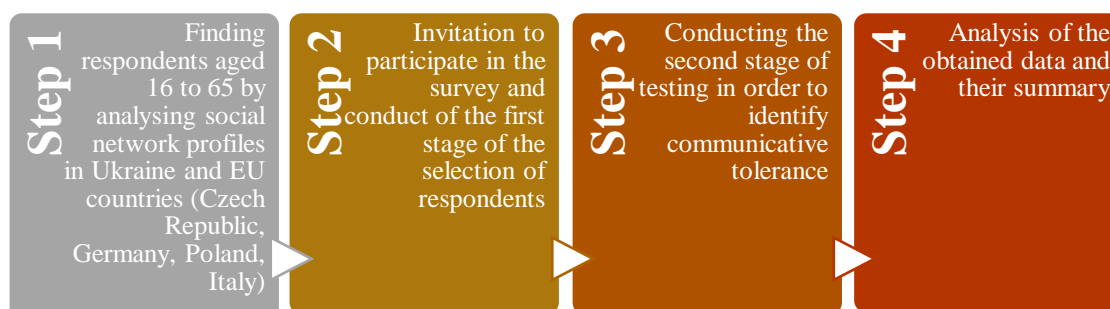 Step 1
Finding
respondents aged
16 to 65 by
analysing social
network profiles
in Ukraine and EU
countries (Czech
Republic,
Germany, Poland,
Italy)
Step 2
Invitation to
participate in the
survey and
conduct of the first
stage of the
selection of
respondents
Step 3
Conducting the
second stage of
testing in order to
identify
communicative
tolerance
Step 4
Analysis of the
obtained data and
their summary